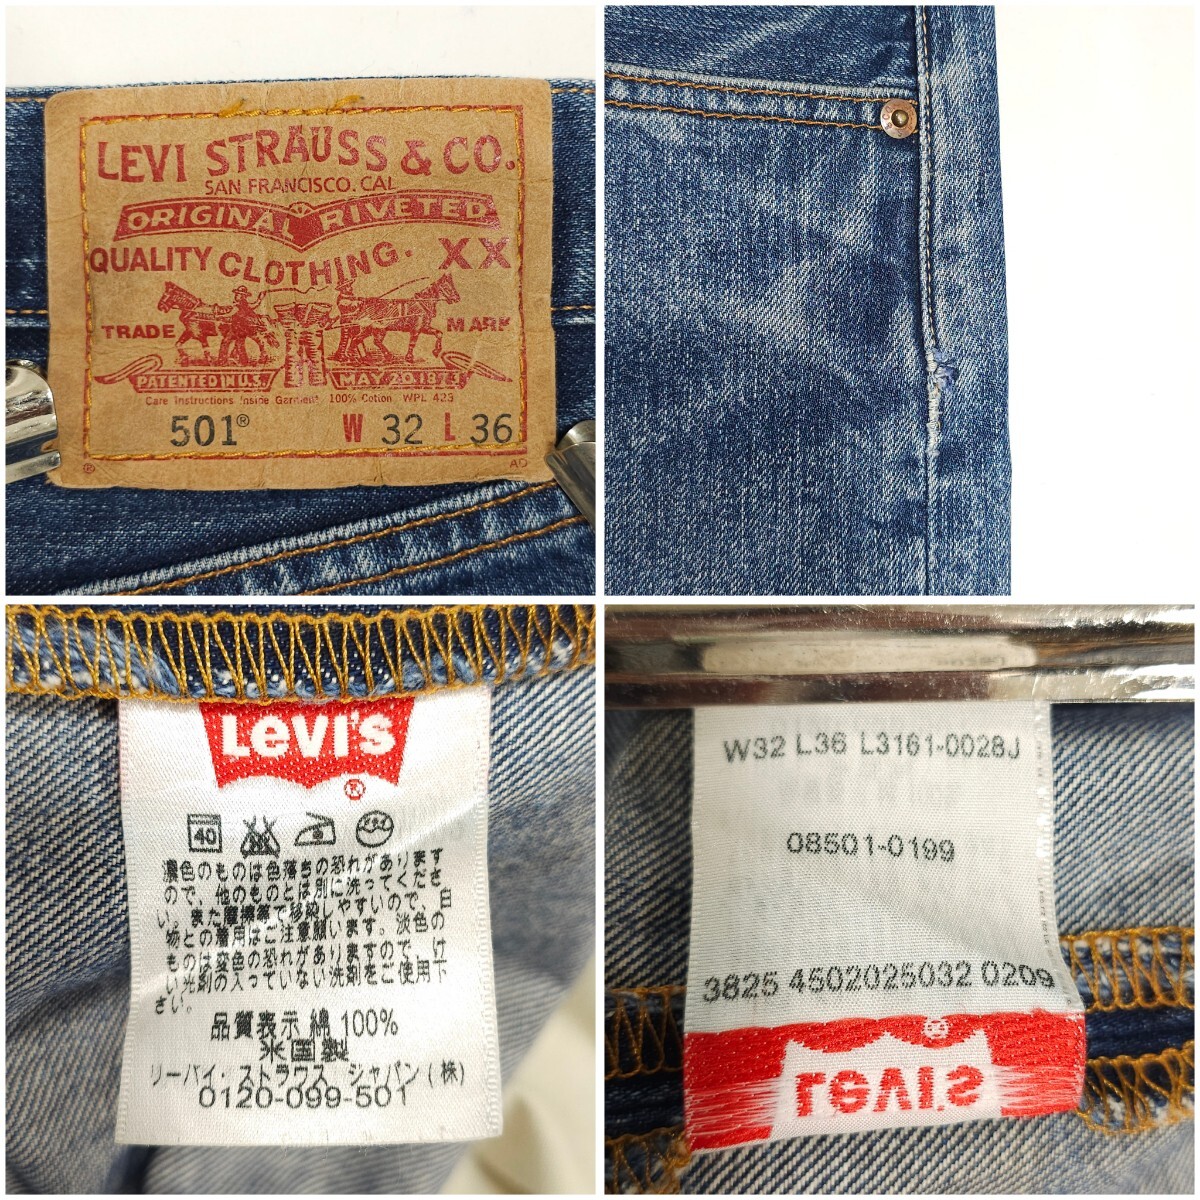 LEVI STRAUSS & CO.
SAN FRANCISCO. CAL
ORIGINAL RIVETED
QUALITY CLOTHING. XX
TRADE MARK
PATENTED IN U.S. MAY 20 1873
Care Instructions Inside Garment 100% Cotton WPL 423
501® W 32 L 36
® AD
LEVI'S
®
40
濃色のものは色落ちの恐れがありますので、他のものとは別に洗ってくださ
い。また摩擦等で移染しやすいので、白
物との着用はご注意願います。淡色の
ものは変色の恐れがありますので、け
い光剤の入っていない洗剤をご使用下
さい。
品質表示 綿 100%
米国製
リーバイ・ストラウス ジャパン(株)
0120-099-501
W32 L36 L3161-0028J
08501-0199
3825 4502025032 0209
®
LEVI'S